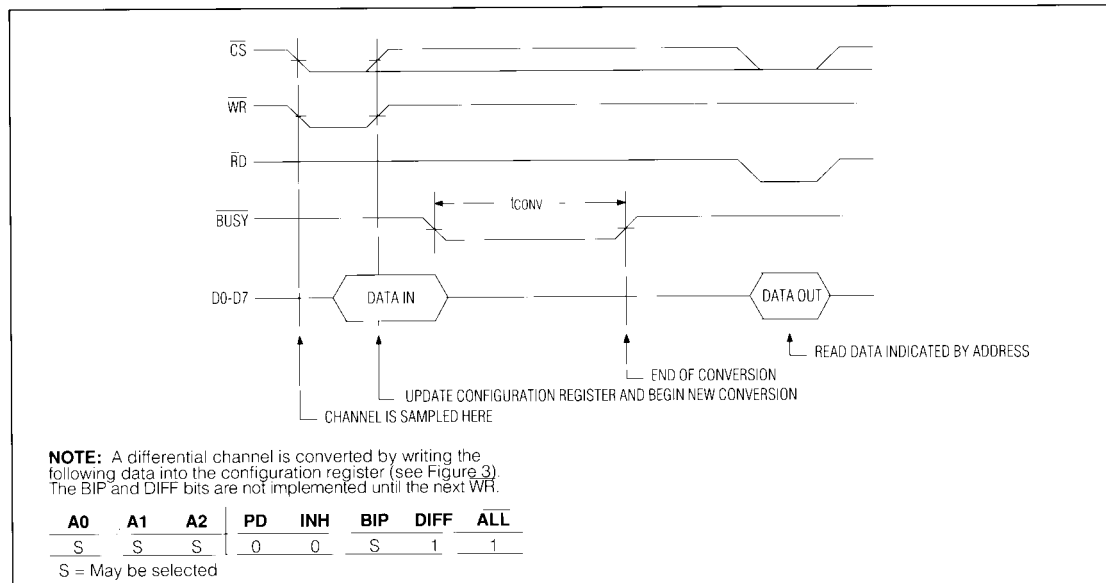 CS
WR
RD
BUSY
tCONV
D0-D7
DATA IN
DATA OUT
READ DATA INDICATED BY ADDRESS
END OF CONVERSION
UPDATE CONFIGURATION REGISTER AND BEGIN NEW CONVERSION
CHANNEL IS SAMPLED HERE
NOTE: A differential channel is converted by writing the
following data into the configuration register (see Figure 3).
The BIP and DIFF bits are not implemented until the next WR.
A0 A1 A2 PD INH BIP DIFF ALL
S S S 0 0 S 1 1
S = May be selected